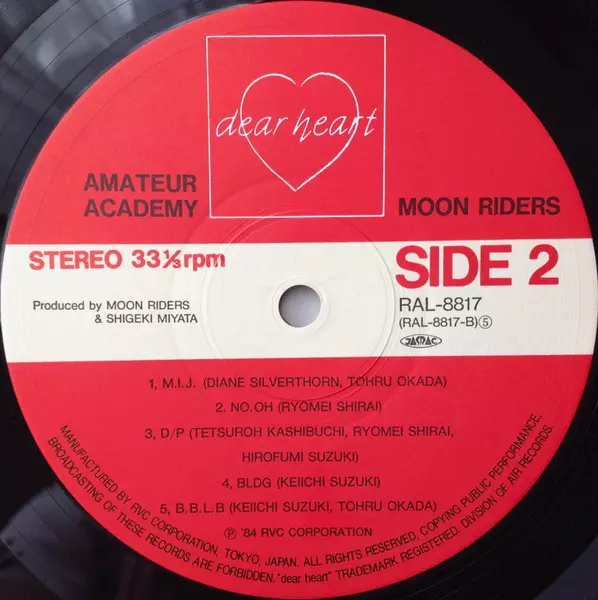 dear heart
AMATEUR
ACADEMY
MOON RIDERS
STEREO 33⅓rpm
SIDE 2
Produced by MOON RIDERS
& SHIGEKI MIYATA
RAL-8817
(RAL-8817-B)⑤
JASRAC
1, M.I.J. (DIANE SILVERTHORN, TOHRU OKADA)
2. NO.OH (RYOMEI SHIRAI)
3, D/P (TETSUROH KASHIBUCHI, RYOMEI SHIRAI,
HIROFUMI SUZUKI)
4, BLDG (KEIICHI SUZUKI)
5, B.B.L.B (KEIICHI SUZUKI, TOHRU OKADA)
Ⓟ '84 RVC CORPORATION
MANUFACTURED BY RVC CORPORATION, TOKYO, JAPAN. ALL RIGHTS RESERVED, COPYING PUBLIC PERFORMANCE,
BROADCASTING OF THESE RECORDS ARE FORBIDDEN. "dear. heart" TRADEMARK REGISTERED. DIVISION OF AIR RECORDS.